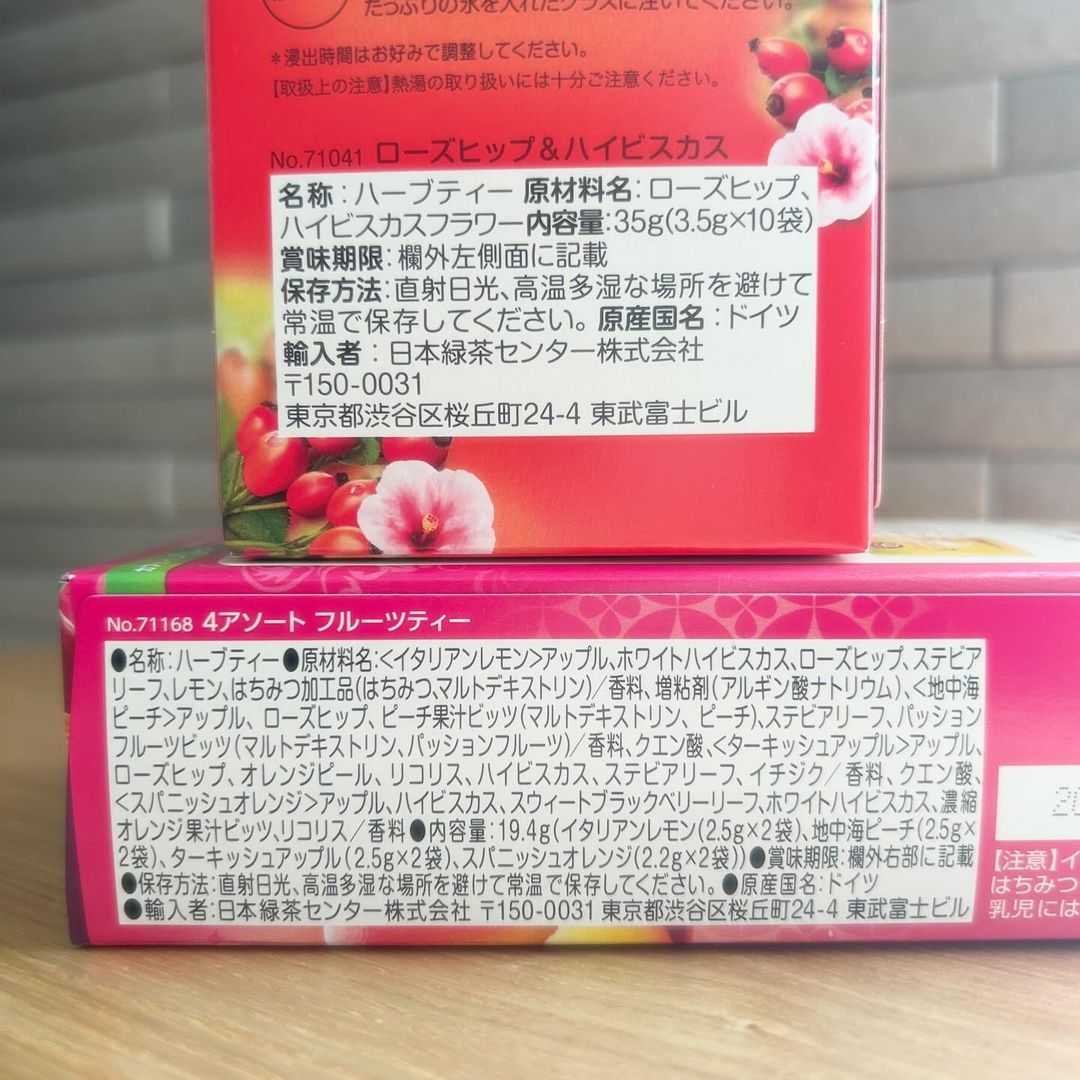 たっぷりの氷を入れたグラスに注いでください。
*浸出時間はお好みで調整してください。
【取扱上の注意】熱湯の取り扱いには十分ご注意ください。
No.71041 ローズヒップ&ハイビスカス
名称:ハーブティー 原材料名:ローズヒップ、
ハイビスカスフラワー内容量:35g(3.5g×10袋)
賞味期限:欄外左側面に記載
保存方法:直射日光、高温多湿な場所を避けて
常温で保存してください。原産国名:ドイツ
輸入者:日本緑茶センター株式会社
〒150-0031
東京都渋谷区桜丘町24-4 東武富士ビル
No.71168 4アソート フルーツティー
●名称:ハーブティー●原材料名:<イタリアンレモン>アップル、ホワイトハイビスカス、ローズヒップ、ステビア
リーフ、レモン、はちみつ加工品(はちみつ、マルトデキストリン)/香料、増粘剤(アルギン酸ナトリウム)、<地中海
ピーチ>アップル、ローズヒップ、ピーチ果汁ビッツ(マルトデキストリン、ピーチ)、ステビアリーフ、パッション
フルーツビッツ(マルトデキストリン、パッションフルーツ)/香料、クエン酸、<ターキッシュアップル>アップル、
ローズヒップ、オレンジピール、リコリス、ハイビスカス、ステビアリーフ、イチジク/香料、クエン酸、
<スパニッシュオレンジ>アップル、ハイビスカス、スウィートブラックベリーリーフ、ホワイトハイビスカス、濃縮
オレンジ果汁ビッツ、リコリス/香料●内容量:19.4g(イタリアンレモン(2.5g×2袋)、地中海ピーチ(2.5g×
2袋)、ターキッシュアップル(2.5g×2袋)、スパニッシュオレンジ(2.2g×2袋))●賞味期限:欄外右部に記載
●保存方法:直射日光、高温多湿な場所を避けて常温で保存してください。●原産国名:ドイツ
●輸入者:日本緑茶センター株式会社 〒150-0031 東京都渋谷区桜丘町24-4 東武富士ビル
20
【注意】イ
はちみつ
乳児には